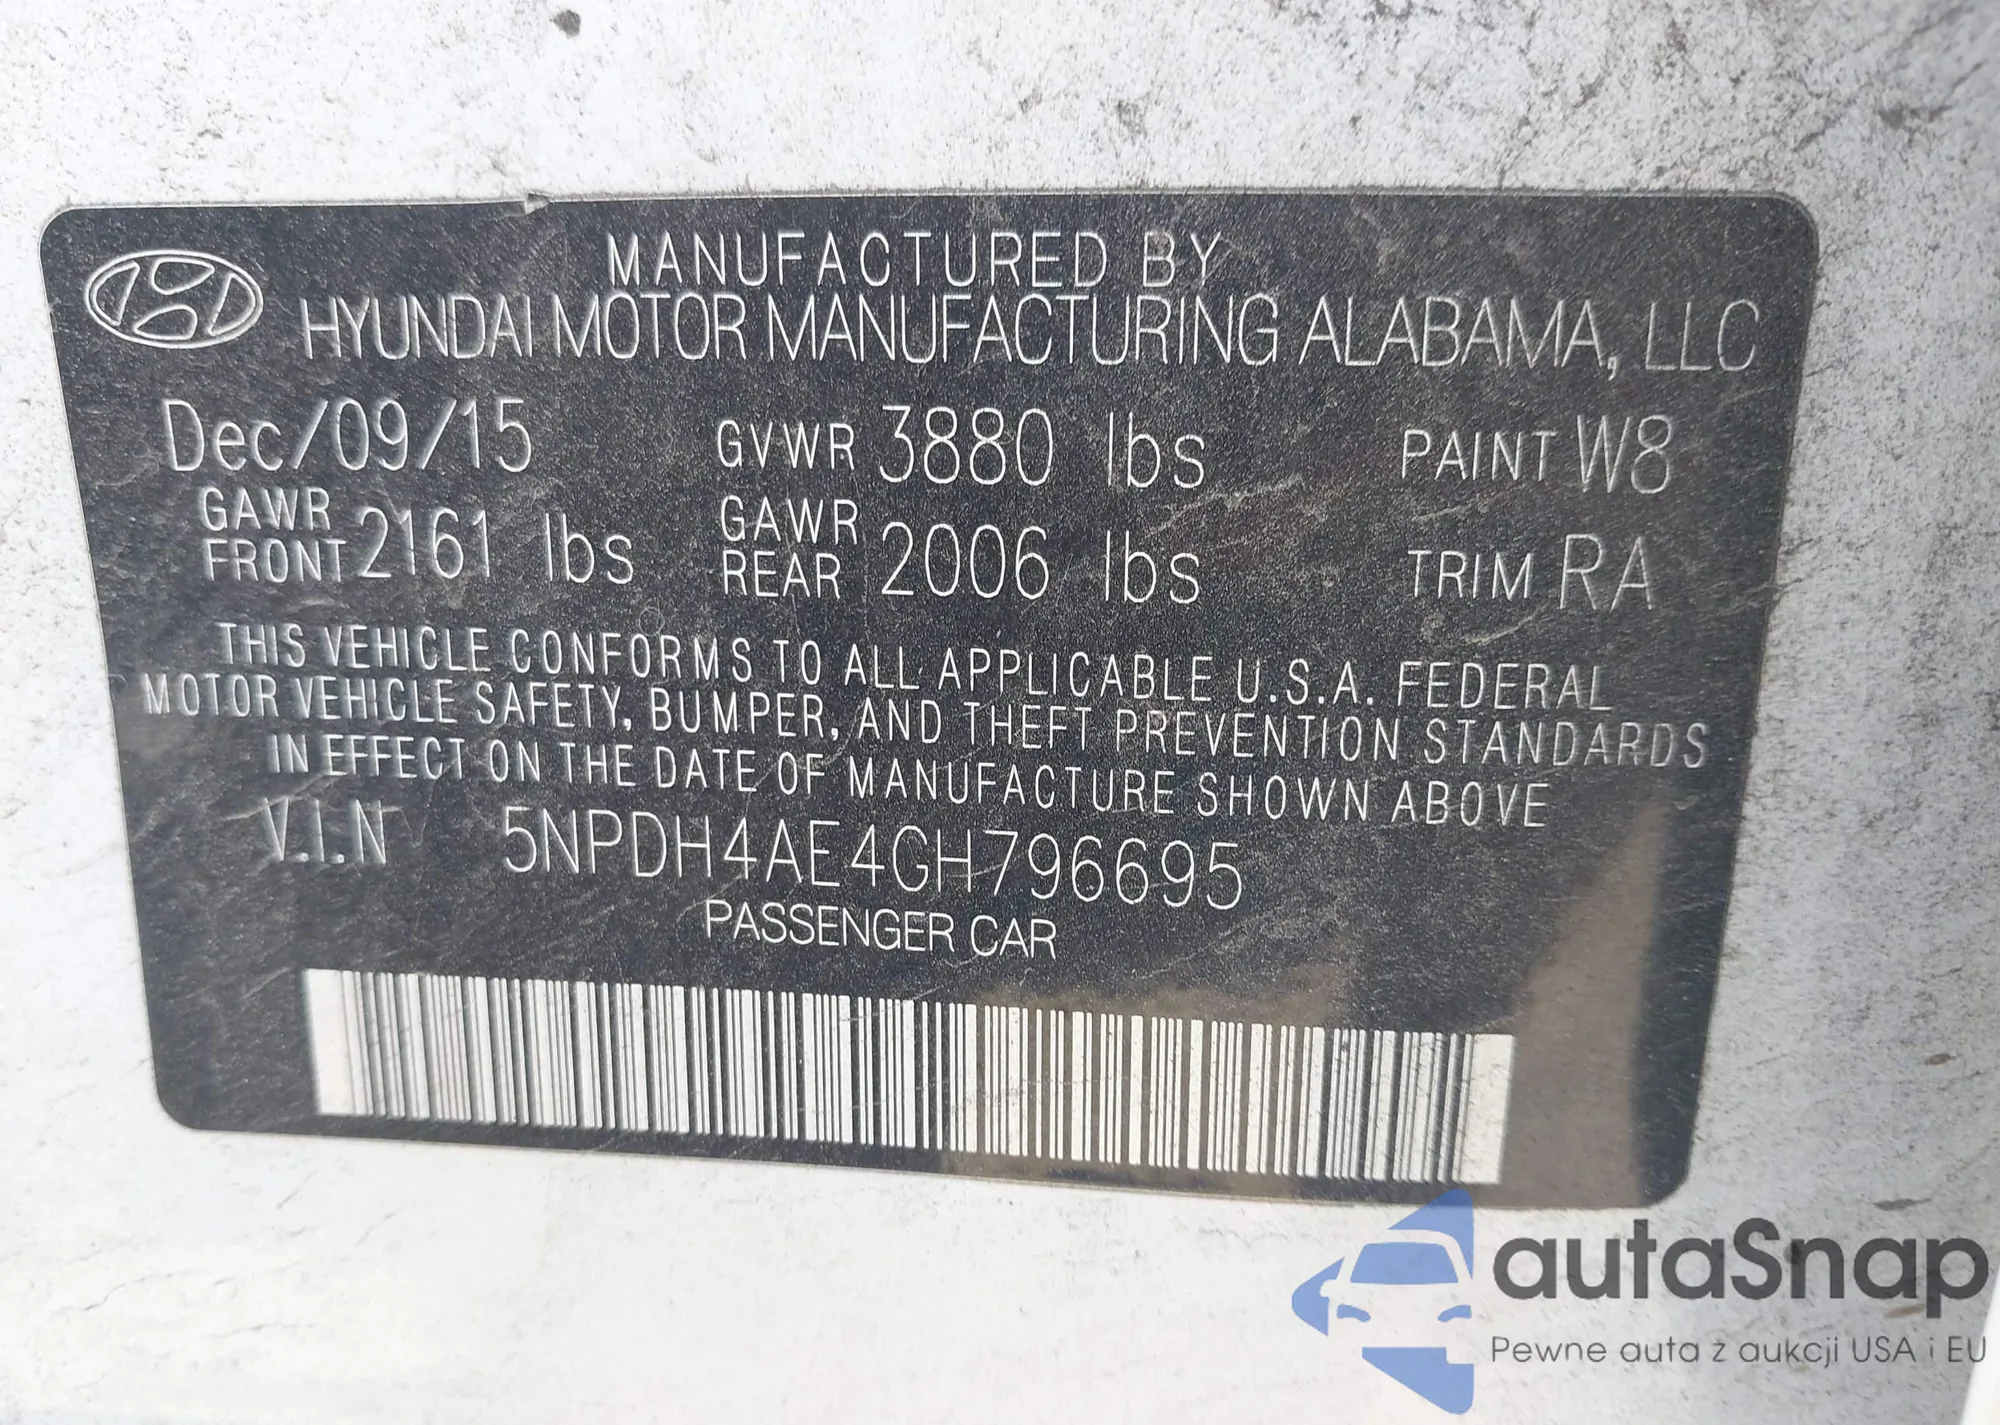 MANUFACTURED BY
HYUNDAI MOTOR MANUFACTURING ALABAMA, LLC
Dec/09/15 GVWR 3880 lbs PAINT W8
GAWR FRONT 2161 lbs GAWR REAR 2006 lbs TRIM RA
THIS VEHICLE CONFORMS TO ALL APPLICABLE U.S.A. FEDERAL
MOTOR VEHICLE SAFETY, BUMPER, AND THEFT PREVENTION STANDARDS
IN EFFECT ON THE DATE OF MANUFACTURE SHOWN ABOVE
V.I.N 5NPDH4AE4GH796695
PASSENGER CAR
autaSnap
Pewne auta z aukcji USA i EU